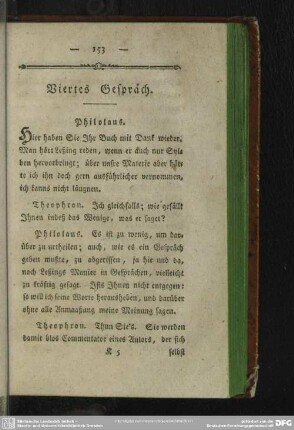 — 153 —
Viertes Gespräch.
Philolaus.
Hier haben Sie Ihr Buch mit Dank wieder.
Man hört Leßing reden, wenn er auch nur Syl⸗
ben hervorbringt; über unsre Materie aber hät⸗
te ich ihn doch gern ausführlicher vernommen,
ich kanns nicht läugnen.
Theophron. Ich gleichfalls; wie gefällt
Ihnen indeß das Wenige, was er saget?
Philolaus. Es ist zu wenig, um dar⸗
über zu urtheilen; auch, wie es ein Gespräch
geben mußte, zu abgerissen, ja hie und da,
nach Leßings Manier in Gesprächen, vielleicht
zu kräftig gesagt. Ists Ihnen nicht entgegen:
so will ich seine Worte herausheben, und darüber
ohne alle Anmaaßung meine Meinung sagen.
Theophron. Thun Sie's. Sie werden
damit blos Commentator eines Autors, der sich
K 5
selbst